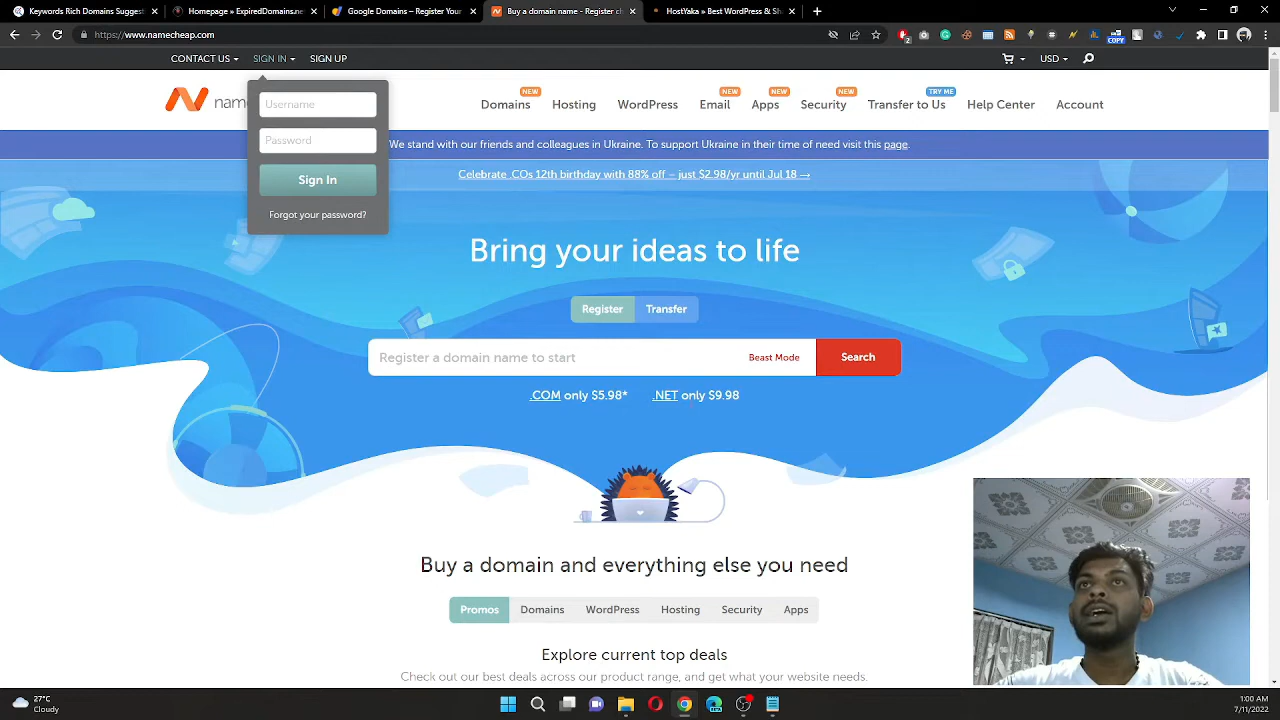 Keywords Rich Domains Suggest
Homepage » ExpiredDomains.ne
Google Domains – Register Your
Buy a domain name - Register ch
HostYaka » Best WordPress & Sh
https://www.namecheap.com
COPY
CONTACT US
SIGN IN
SIGN UP
USD
name
Username
Password
Sign In
Forgot your password?
NEW
NEW
NEW
NEW
TRY ME
Domains
Hosting
WordPress
Email
Apps
Security
Transfer to Us
Help Center
Account
We stand with our friends and colleagues in Ukraine. To support Ukraine in their time of need visit this page.
Celebrate .COs 12th birthday with 88% off – just $2.98/yr until Jul 18 →
Bring your ideas to life
Register
Transfer
Register a domain name to start
Beast Mode
Search
.COM only $5.98*
.NET only $9.98
Buy a domain and everything else you need
Promos
Domains
WordPress
Hosting
Security
Apps
Explore current top deals
Check out our best deals across our product range, and get what your website needs.
27°C
Cloudy
1:00 AM
7/11/2022